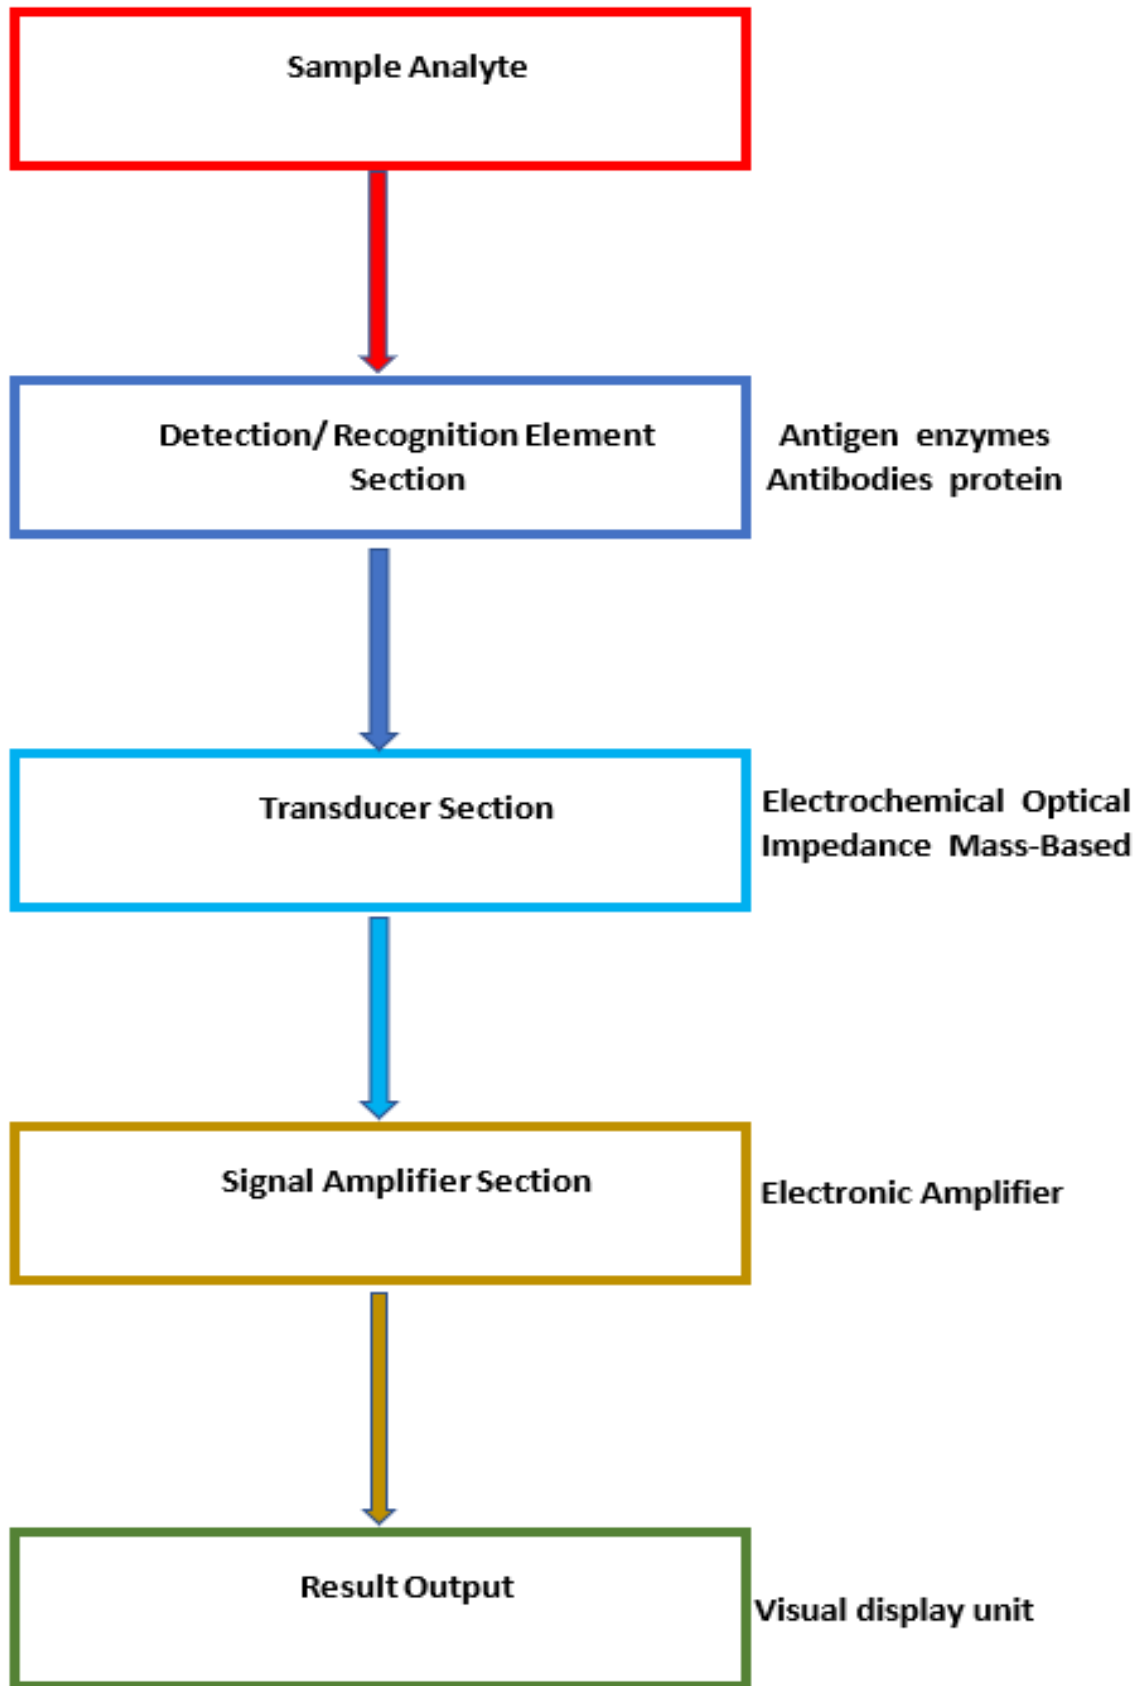 Sample Analyte
Detection/ Recognition Element
Section
Antigen enzymes
Antibodies protein
Transducer Section
Electrochemical Optical
Impedance Mass-Based
Signal Amplifier Section
Electronic Amplifier
Result Output
Visual display unit